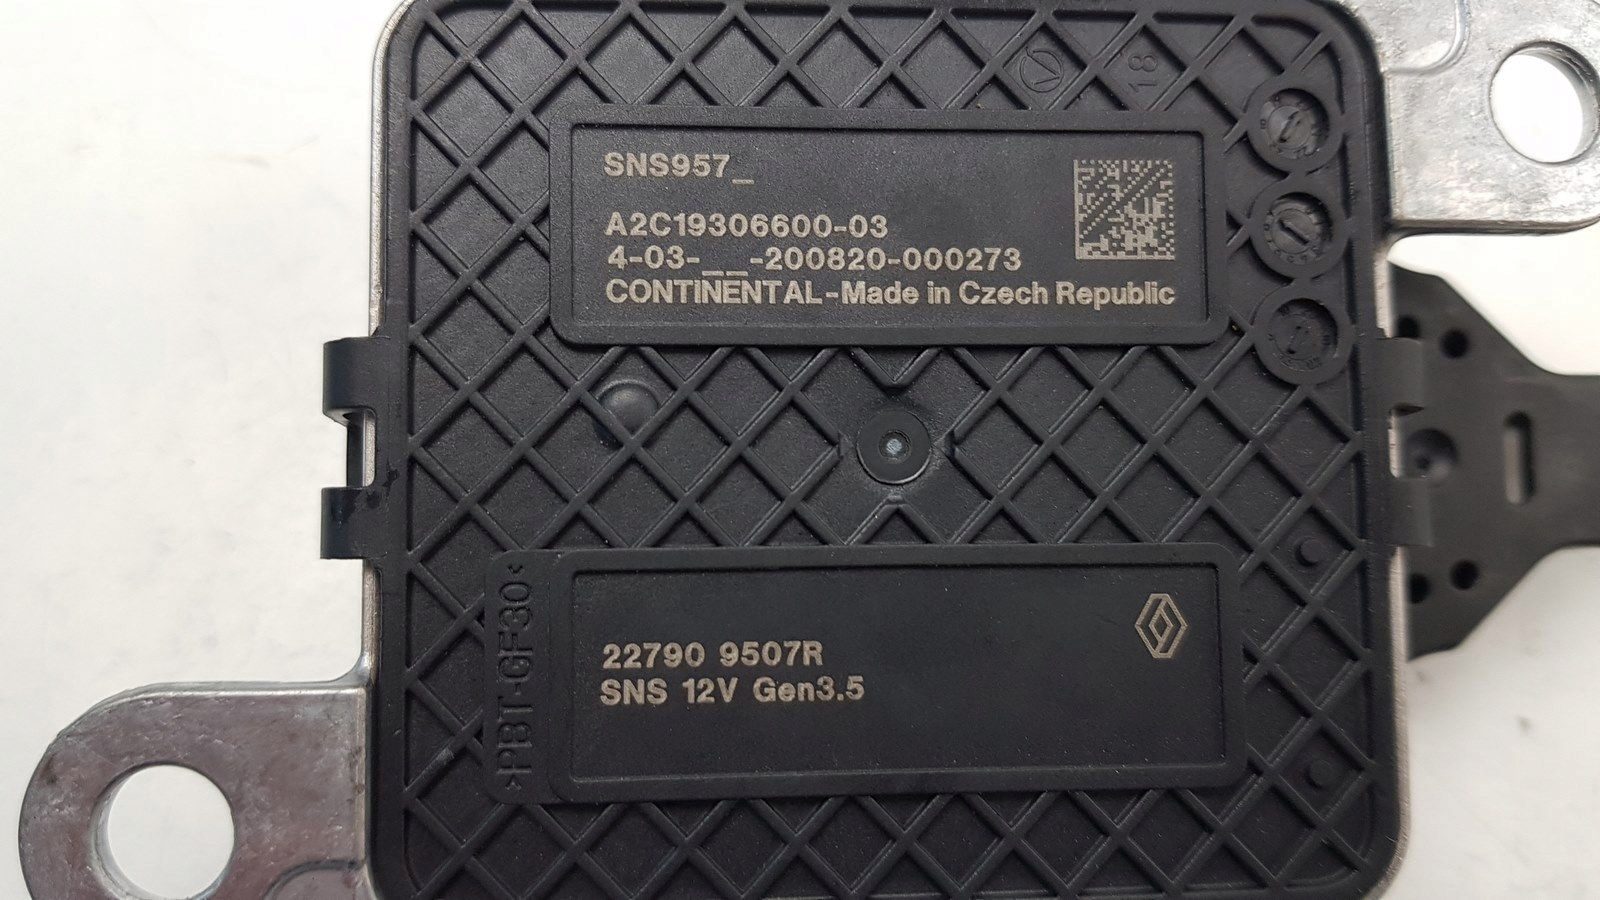 18
SNS957_
A2C19306600-03
4-03-__-200820-000273
CONTINENTAL-Made in Czech Republic
>PBT-GF30<
22790 9507R
SNS 12V Gen3.5